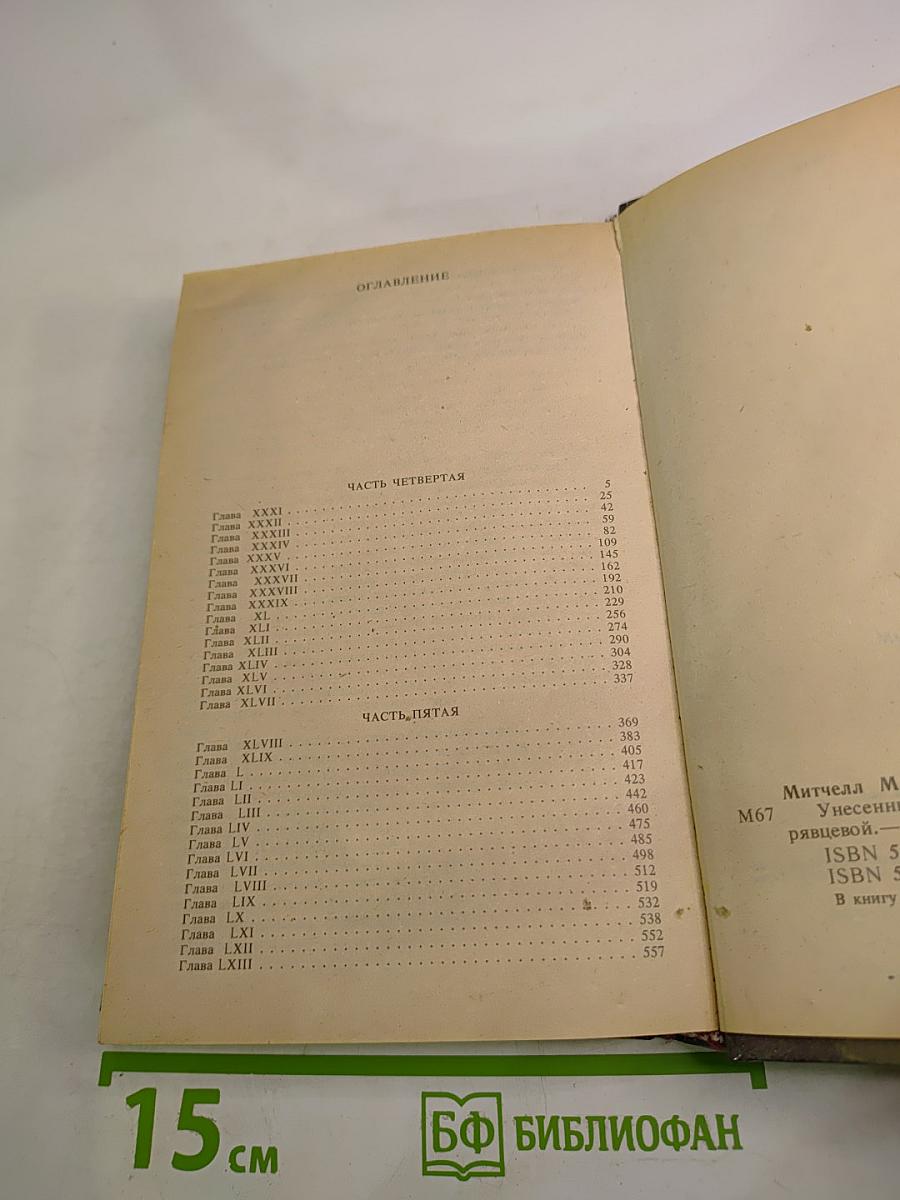 ОГЛАВЛЕНИЕ
ЧАСТЬ ЧЕТВЕРТАЯ
Глава XXXI 5
Глава XXXII 25
Глава XXXIII 42
Глава XXXIV 59
Глава XXXV 82
Глава XXXVI 109
Глава XXXVII 145
Глава XXXVIII 162
Глава XXXIX 192
Глава XL 210
Глава XLI 229
Глава XLII 256
Глава XLIII 274
Глава XLIV 290
Глава XLV 304
Глава XLVI 328
Глава XLVII 337
ЧАСТЬ ПЯТАЯ
Глава XLVIII 369
Глава XLIX 383
Глава L 405
Глава LI 417
Глава LII 423
Глава LIII 442
Глава LIV 460
Глава LV 475
Глава LVI 485
Глава LVII 498
Глава LVIII 512
Глава LIX 519
Глава LX 532
Глава LXI 538
Глава LXII 552
Глава LXIII 557
Митчелл М
М67 Унесенн
рявцевой.—
ISBN 5
ISBN 5
В книгу
15 см
БФ БИБЛИОФАН